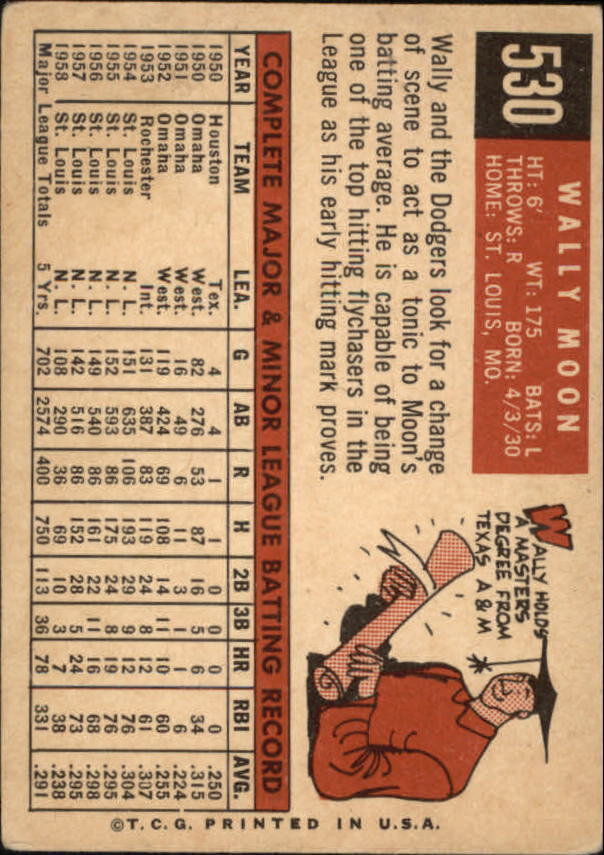 530
WALLY MOON
HT: 6' WT: 175 BATS: L
THROWS: R BORN: 4/3/30
HOME: ST. LOUIS, MO.
Wally and the Dodgers look for a change
of scene to act as a tonic to Moon's
batting average. He is capable of being
one of the top hitting flychasers in the
League as his early hitting mark proves.
WALLY HOLDS
A MASTER'S
DEGREE FROM
TEXAS A & M
COMPLETE MAJOR & MINOR LEAGUE BATTING RECORD
YEAR TEAM LEA. G AB R H 2B 3B HR RBI AVG.
1950 Houston Tex. 4 4 1 1 0 0 0 0 .250
1950 Omaha West. 82 276 53 87 16 5 6 34 .315
1951 Omaha West. 16 49 6 11 3 1 1 6 .224
1952 Omaha West. 119 424 69 108 14 11 10 60 .255
1953 Rochester Int. 131 387 83 119 24 8 12 61 .307
1954 St. Louis N. L. 151 635 106 193 29 9 12 76 .304
1955 St. Louis N. L. 152 593 86 175 24 8 19 76 .295
1956 St. Louis N. L. 149 540 86 161 22 11 16 68 .298
1957 St. Louis N. L. 142 516 86 152 28 5 24 73 .295
1958 St. Louis N. L. 108 290 36 69 10 3 7 38 .238
Major League Totals 5 Yrs. 702 2574 400 750 113 36 78 331 .291
©T.C.G. PRINTED IN U.S.A.